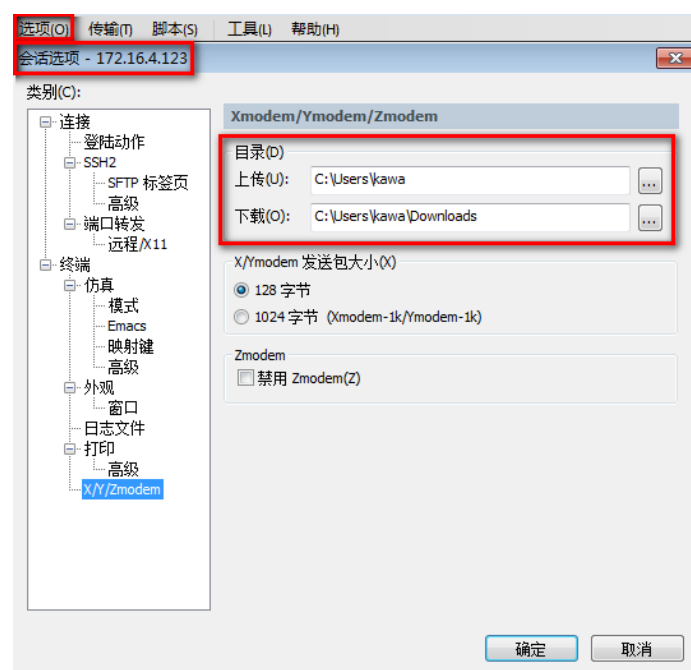 选项(O) 传输(T) 脚本(S) 工具(L) 帮助(H)
会话选项 - 172.16.4.123
类别(C):
连接
登陆动作
SSH2
SFTP 标签页
高级
端口转发
远程/X11
终端
仿真
模式
Emacs
映射键
高级
外观
窗口
日志文件
打印
高级
X/Y/Zmodem
Xmodem/Ymodem/Zmodem
目录(D)
上传(U): C:\Users\kawa ...
下载(O): C:\Users\kawa\Downloads ...
X/Ymodem 发送包大小(X)
128 字节
1024 字节 (Xmodem-1k/Ymodem-1k)
Zmodem
禁用 Zmodem(Z)
确定 取消